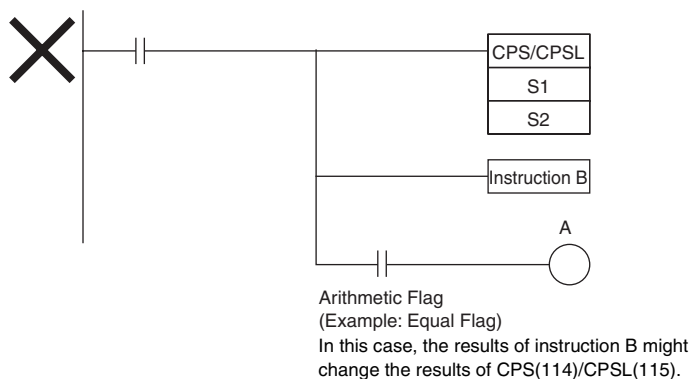 CPS/CPSL
S1
S2
Instruction B
A
Arithmetic Flag
(Example: Equal Flag)
In this case, the results of instruction B might
change the results of CPS(114)/CPSL(115).